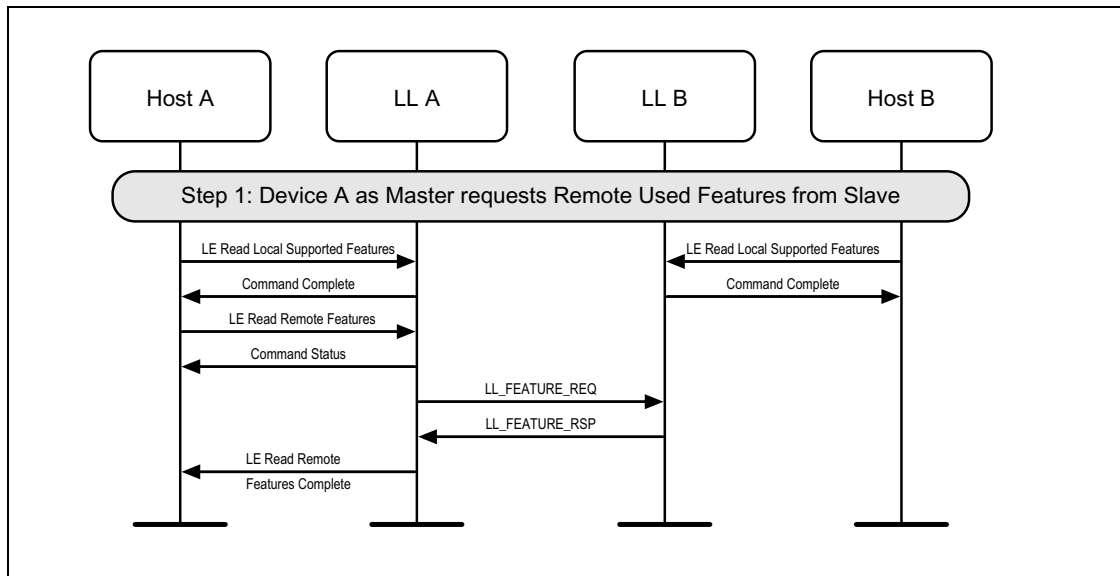 Host A
LL A
LL B
Host B
Step 1: Device A as Master requests Remote Used Features from Slave
LE Read Local Supported Features
LE Read Local Supported Features
Command Complete
Command Complete
LE Read Remote Features
Command Status
LL_FEATURE_REQ
LL_FEATURE_RSP
LE Read Remote
Features Complete